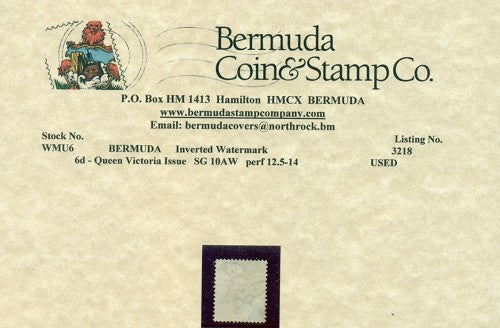 Bermuda
Coin&Stamp Co.
P.O. Box HM 1413 Hamilton HMCX BERMUDA
www.bermudastampcompany.com
Email: bermudacovers@northrock.bm
Stock No. Listing No.
WMU6 BERMUDA Inverted Watermark 3218
6d - Queen Victoria Issue SG 10AW perf 12.5-14 USED